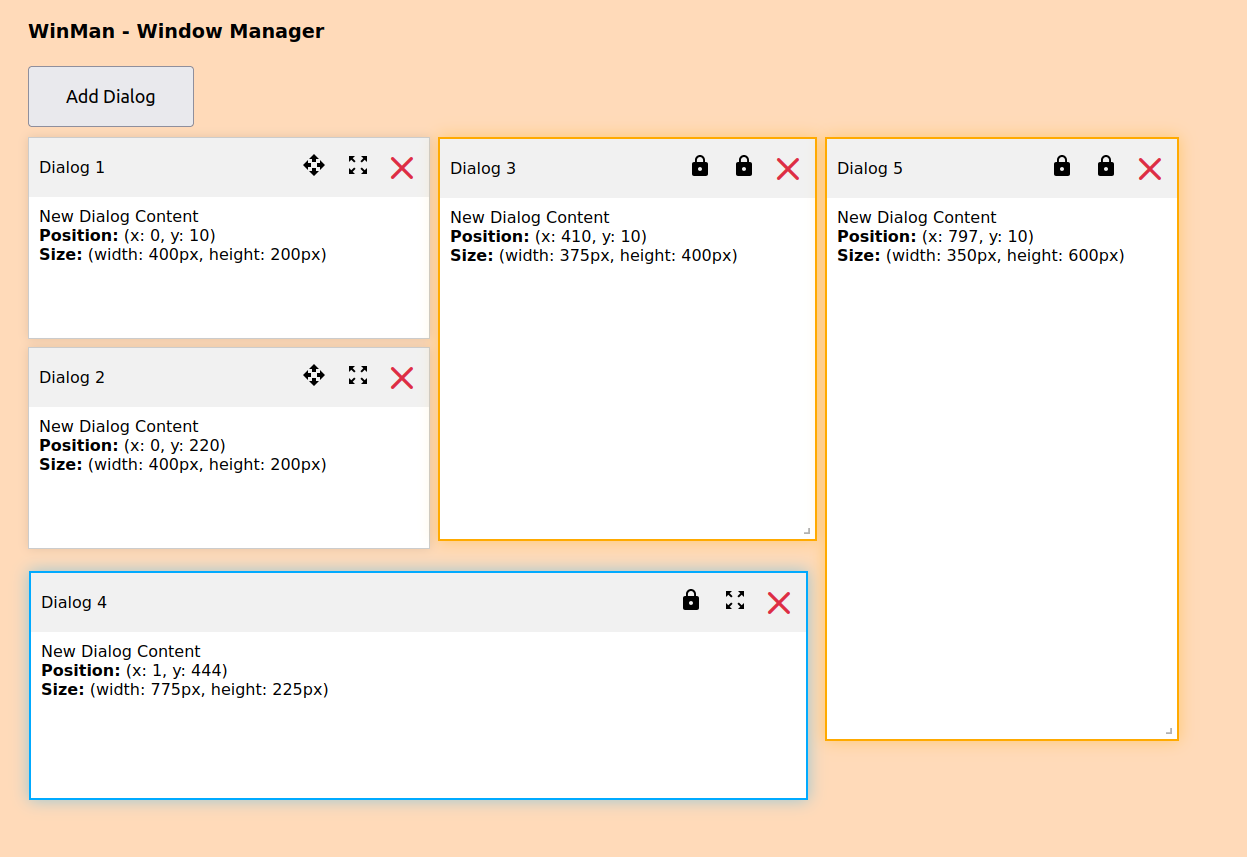 WinMan - Window Manager
Add Dialog
Dialog 1
New Dialog Content
Position: (x: 0, y: 10)
Size: (width: 400px, height: 200px)
Dialog 2
New Dialog Content
Position: (x: 0, y: 220)
Size: (width: 400px, height: 200px)
Dialog 3
New Dialog Content
Position: (x: 410, y: 10)
Size: (width: 375px, height: 400px)
Dialog 5
New Dialog Content
Position: (x: 797, y: 10)
Size: (width: 350px, height: 600px)
Dialog 4
New Dialog Content
Position: (x: 1, y: 444)
Size: (width: 775px, height: 225px)